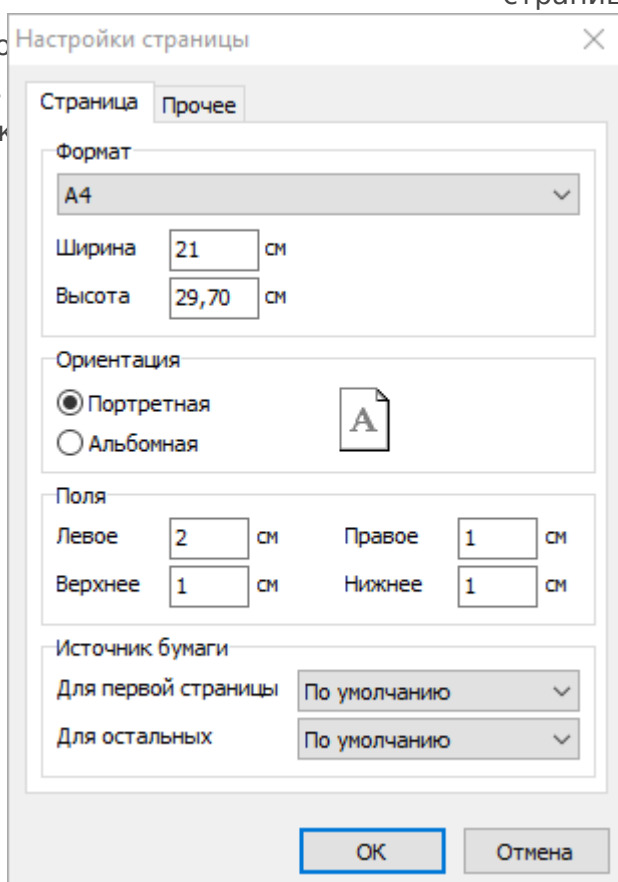 Настройки страницы
Страница Прочее
Формат
A4
Ширина 21 см
Высота 29,70 см
Ориентация
Портретная
A
Альбомная
Поля
Левое 2 см Правое 1 см
Верхнее 1 см Нижнее 1 см
Источник бумаги
Для первой страницы По умолчанию
Для остальных По умолчанию
OK Отмена